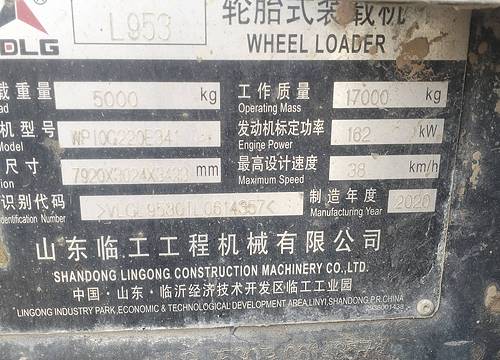 L953 轮胎式装载机
SDLG WHEEL LOADER
载重量 5000 kg 工作质量 17000 kg
Operating Mass
机型号 WP10G220E341 发动机标定功率 162 kW
Model Engine Power
尺寸 mm 最高设计速度 38 km/h
Maximum Speed
识别代码 制造年度 2020
Identification Number Manufacturing Year
山东临工工程机械有限公司
SHANDONG LINGONG CONSTRUCTION MACHINERY CO.,LTD.
中国·山东·临沂经济技术开发区临工工业园
LINGONG INDUSTRY PARK,ECONOMIC & TECHNOLOGICAL DEVELOPMENT AREA,LINYI,SHANDONG,P.R.CHINA